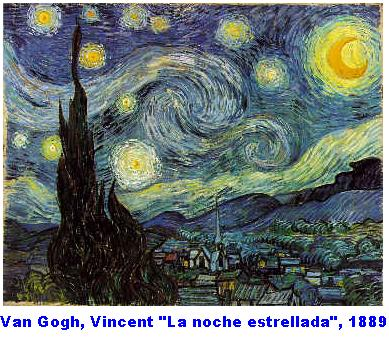 Van Gogh, Vincent "La noche estrellada", 1889